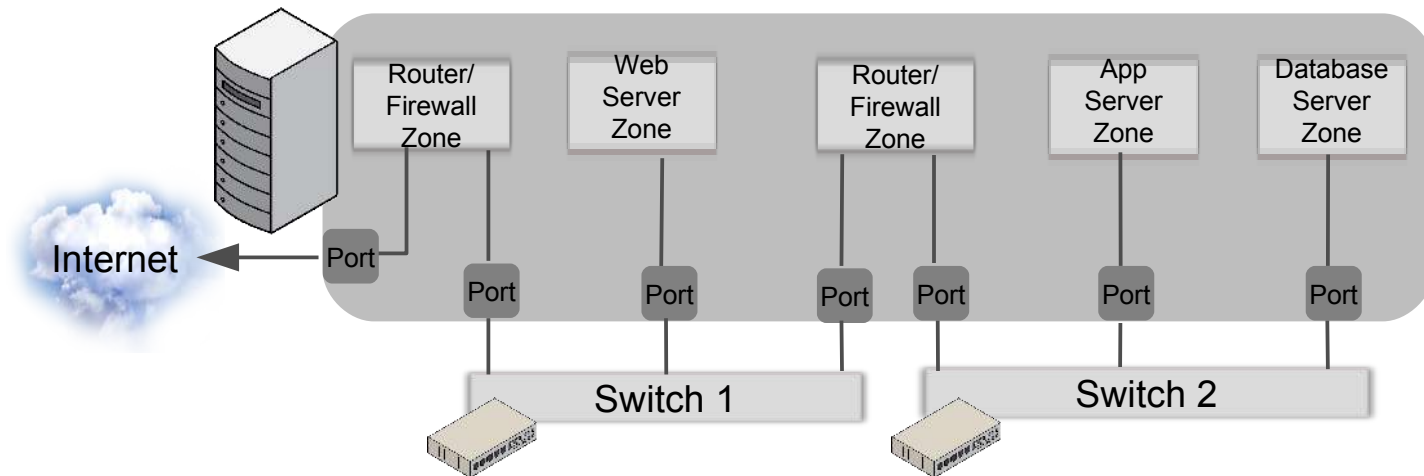 Router/
Firewall
Zone
Web
Server
Zone
Router/
Firewall
Zone
App
Server
Zone
Database
Server
Zone
Internet
Port
Port
Port
Port
Port
Port
Port
Switch 1
Switch 2